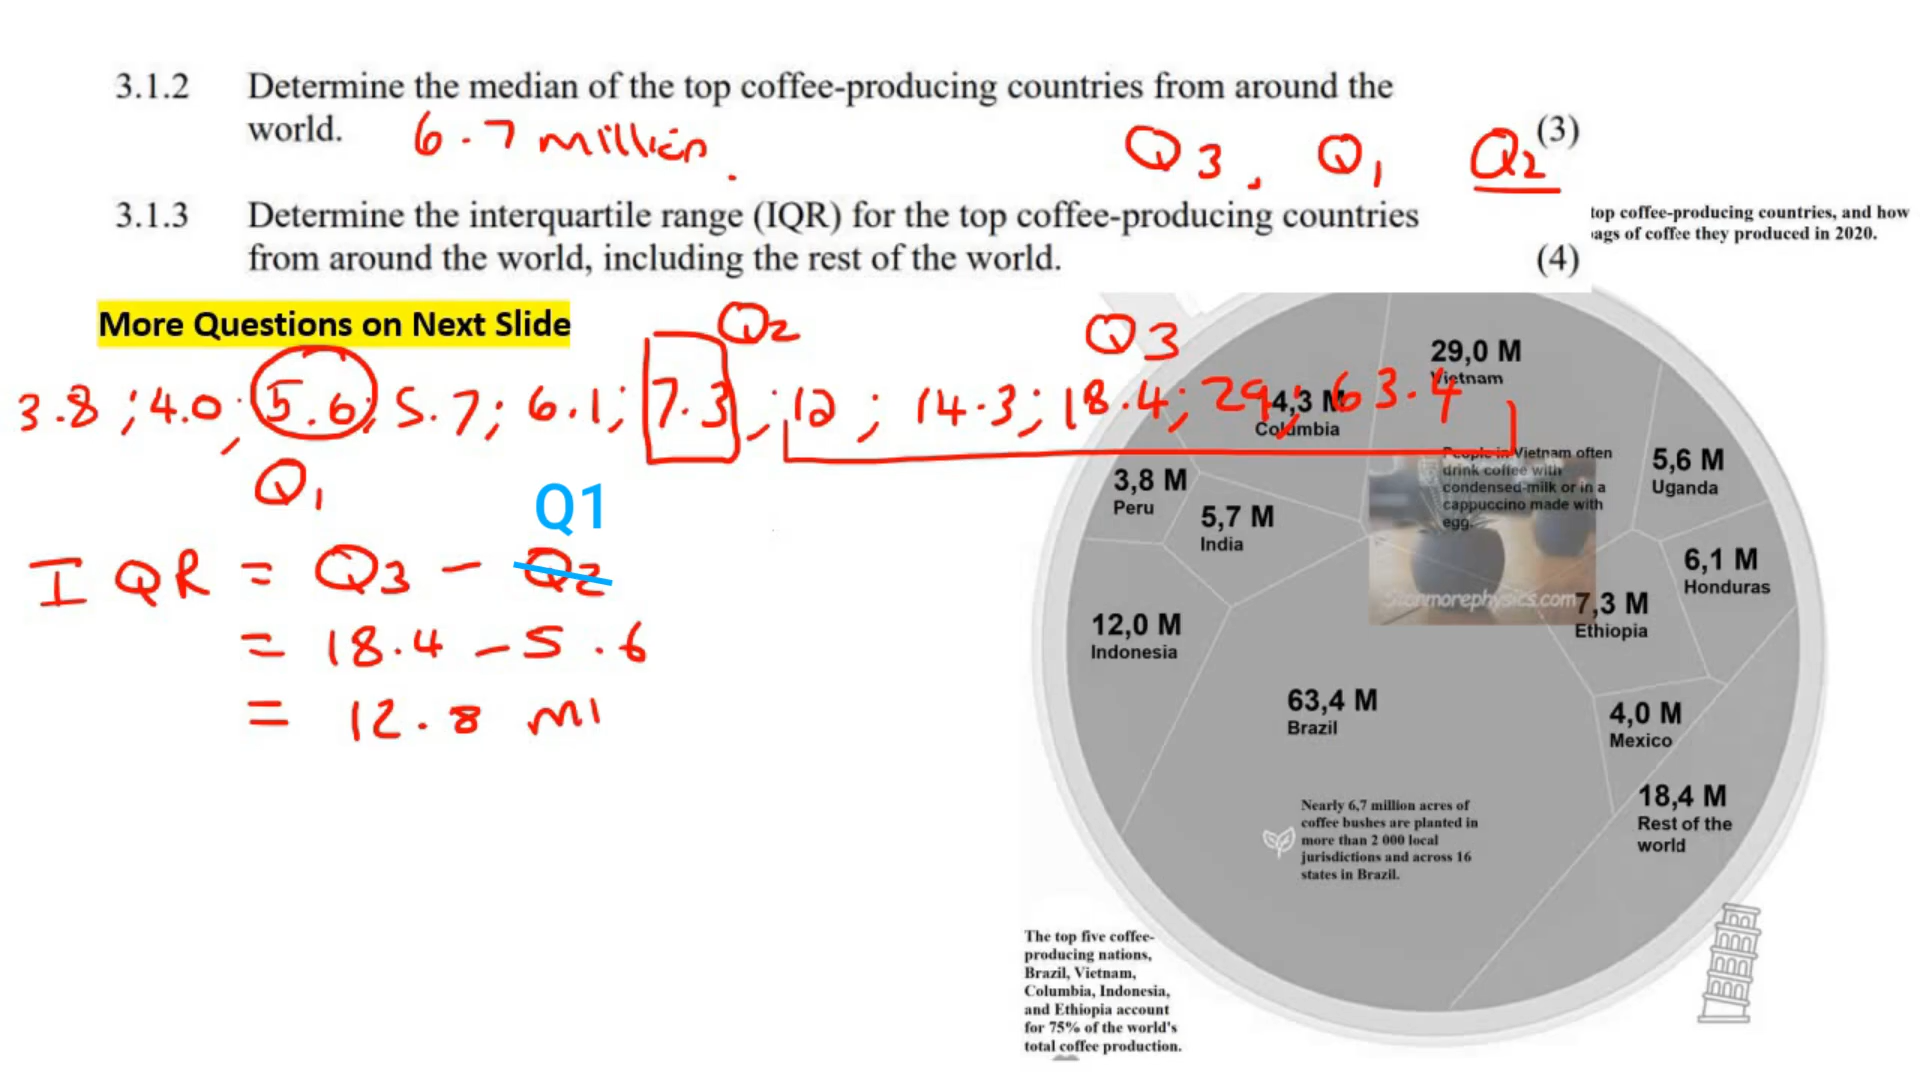 3.1.2 Determine the median of the top coffee-producing countries from around the
world. 6.7 million. (3)
Q3, Q1 Q2
3.1.3 Determine the interquartile range (IQR) for the top coffee-producing countries
from around the world, including the rest of the world. (4)
top coffee-producing countries, and how
bags of coffee they produced in 2020.
More Questions on Next Slide
Q2
Q3
3.8 ; 4.0 ; 5.6 ; 5.7 ; 6.1 ; 7.3 ; 12 ; 14.3 ; 18.4 ; 29 ; 63.4
Q1
Q1
IQR = Q3 - Q2
= 18.4 - 5.6
= 12.8 mi
29,0 M
Vietnam
4,3 M
Columbia
People in Vietnam often
drink coffee with
condensed-milk or in a
cappuccino made with
egg.
5,6 M
Uganda
3,8 M
Peru
5,7 M
India
6,1 M
Honduras
stanmorephysics.com
7,3 M
Ethiopia
12,0 M
Indonesia
63,4 M
Brazil
4,0 M
Mexico
18,4 M
Rest of the
world
Nearly 6,7 million acres of
coffee bushes are planted in
more than 2 000 local
jurisdictions and across 16
states in Brazil.
The top five coffee-
producing nations,
Brazil, Vietnam,
Columbia, Indonesia,
and Ethiopia account
for 75% of the world's
total coffee production.